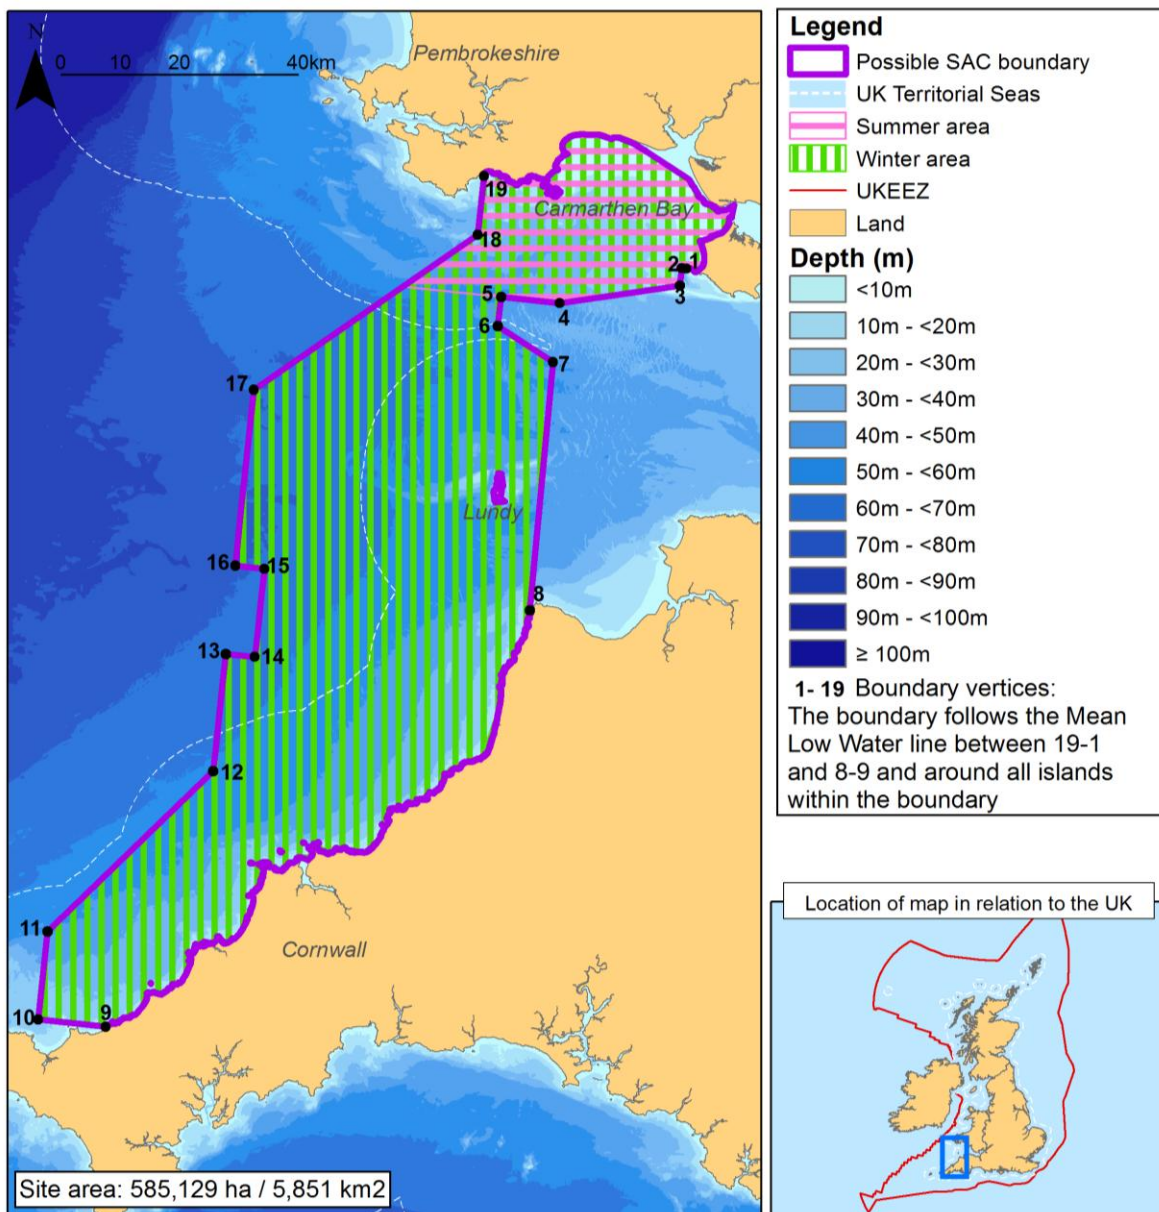 N
0 10 20 40km
Pembrokeshire
19
Carmarthen Bay
18
2 1
3
5
4
6
7
17
Lundy
16
15
8
13
14
12
11
Cornwall
10
9
Site area: 585,129 ha / 5,851 km2
Legend
Possible SAC boundary
UK Territorial Seas
Summer area
Winter area
UKEEZ
Land
Depth (m)
<10m
10m - <20m
20m - <30m
30m - <40m
40m - <50m
50m - <60m
60m - <70m
70m - <80m
80m - <90m
90m - <100m
≥ 100m
1- 19 Boundary vertices:
The boundary follows the Mean
Low Water line between 19-1
and 8-9 and around all islands
within the boundary
Location of map in relation to the UK